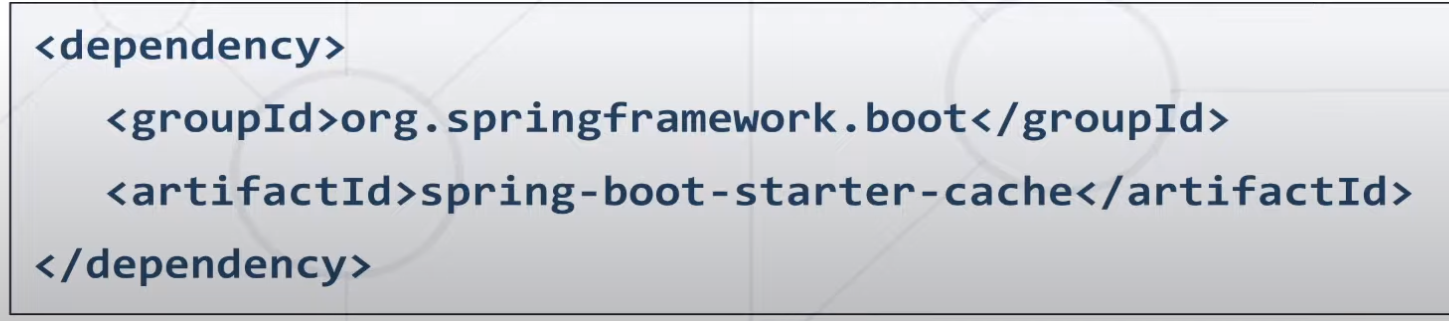 <dependency>
<groupId>org.springframework.boot</groupId>
<artifactId>spring-boot-starter-cache</artifactId>
</dependency>